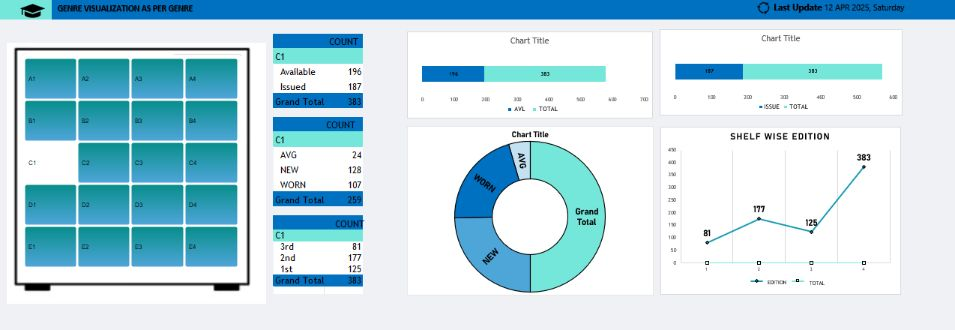 GENRE VISUALIZATION AS PER GENRE
Last Update 12 APR 2025, Saturday
A1 A2 A3 A4
B1 B2 B3 B4
C1 C2 C3 C4
D1 D2 D3 D4
E1 E2 E3 E4
COUNT
C1
Available 196
Issued 187
Grand Total 383
COUNT
C1
AVG 24
NEW 128
WORN 107
Grand Total 259
COUNT
C1
3rd 81
2nd 177
1st 125
Grand Total 383
Chart Title
196 383
0 100 200 300 400 500 600 700
AVL TOTAL
Chart Title
187 383
0 100 200 300 400 500 600
ISSUE TOTAL
Chart Title
AVG
WORN
Grand
Total
NEW
SHELF WISE EDITION
450
400
350
300
250
200
150
100
50
0
81
177
125
383
1 2 3 4
EDITION TOTAL